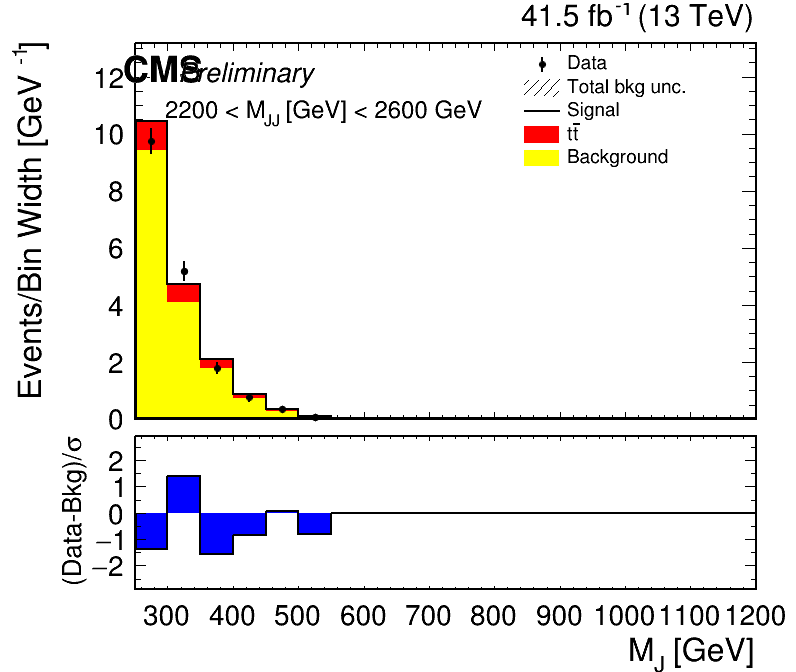 41.5 fb⁻¹ (13 TeV)
CMS Preliminary
2200 < M_JJ [GeV] < 2600 GeV
Data
Total bkg unc.
Signal
tt̄
Background
Events/Bin Width [GeV⁻¹]
12
10
8
6
4
2
0
(Data-Bkg)/σ
2
1
0
−1
−2
300 400 500 600 700 800 900 1000 1100 1200
M_J [GeV]